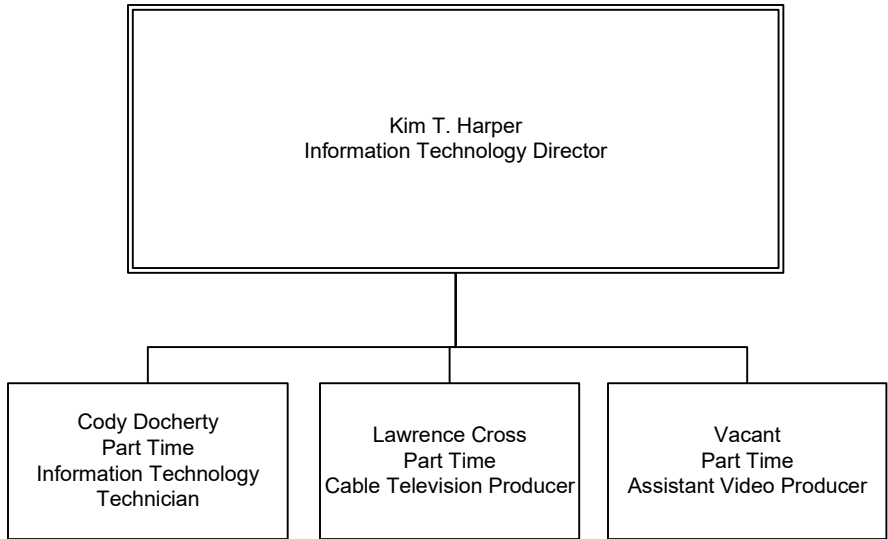 Kim T. Harper
Information Technology Director
Cody Docherty
Part Time
Information Technology
Technician
Lawrence Cross
Part Time
Cable Television Producer
Vacant
Part Time
Assistant Video Producer